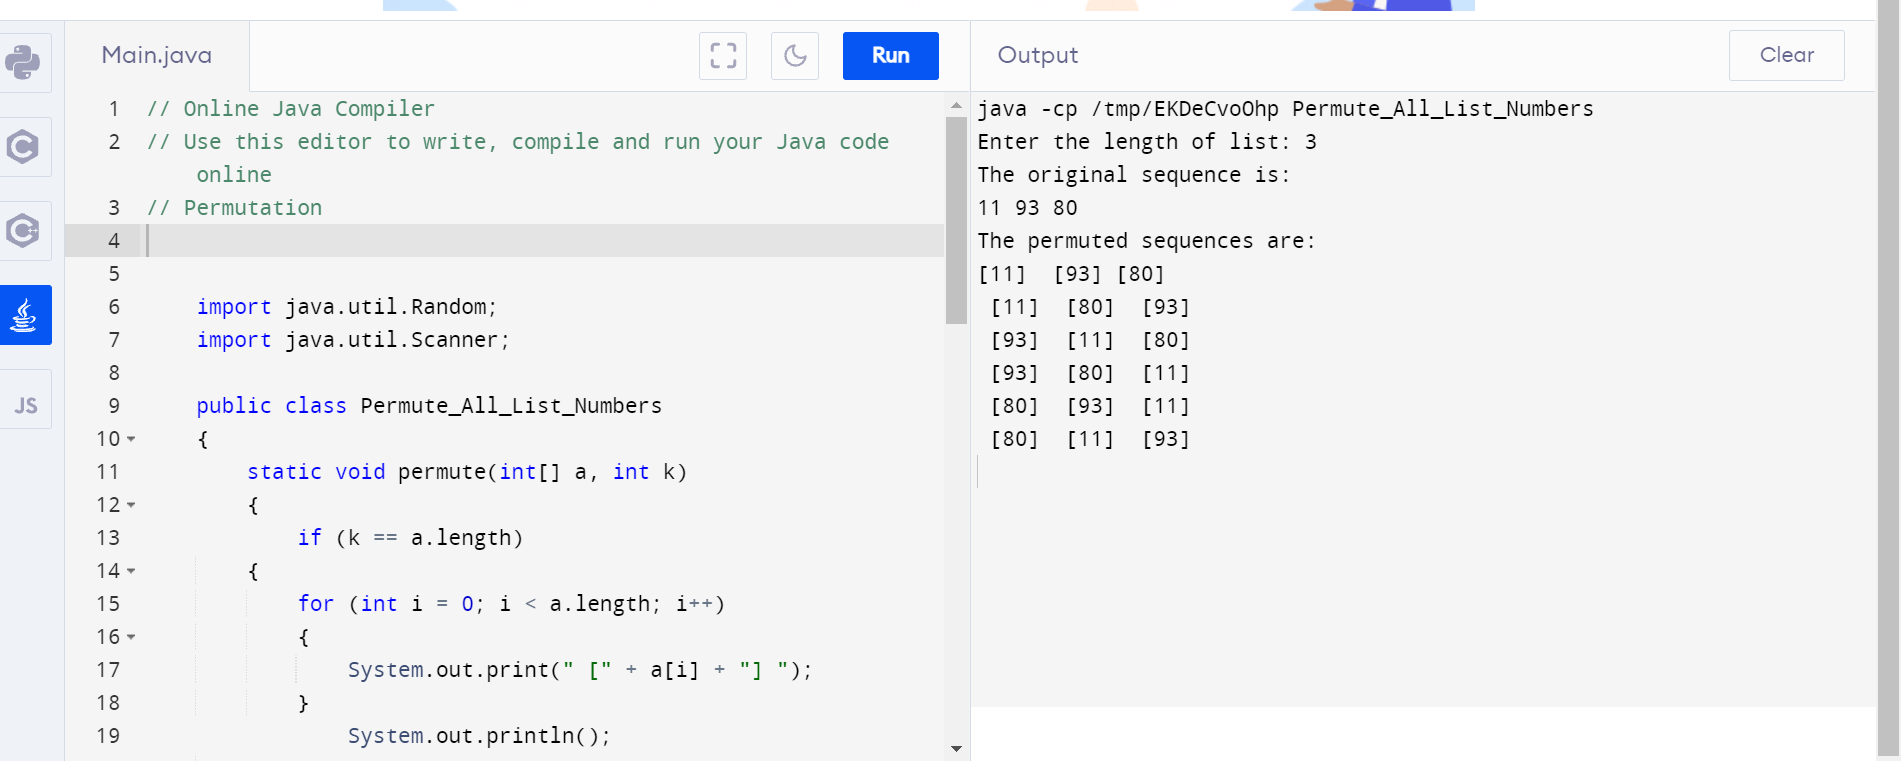 Main.java
Run
Output
Clear
JS
1 // Online Java Compiler
2 // Use this editor to write, compile and run your Java code
online
3 // Permutation
4
5
6 import java.util.Random;
7 import java.util.Scanner;
8
9 public class Permute_All_List_Numbers
10 {
11 static void permute(int[] a, int k)
12 {
13 if (k == a.length)
14 {
15 for (int i = 0; i < a.length; i++)
16 {
17 System.out.print(" [" + a[i] + "] ");
18 }
19 System.out.println();
java -cp /tmp/EKDeCvoOhp Permute_All_List_Numbers
Enter the length of list: 3
The original sequence is:
11 93 80
The permuted sequences are:
[11]  [93] [80]
[11]  [80]  [93]
[93]  [11]  [80]
[93]  [80]  [11]
[80]  [93]  [11]
[80]  [11]  [93]